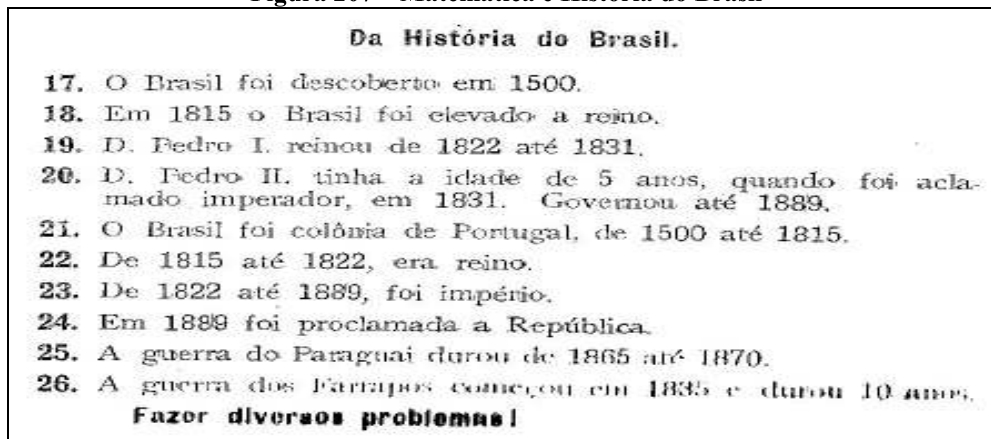 Da História do Brasil.
17. O Brasil foi descoberto em 1500.
18. Em 1815 o Brasil foi elevado a reino.
19. D. Pedro I. reinou de 1822 até 1831.
20. D. Pedro II. tinha a idade de 5 anos, quando foi acla-
mado imperador, em 1831. Governou até 1889.
21. O Brasil foi colônia de Portugal, de 1500 até 1815.
22. De 1815 até 1822, era reino.
23. De 1822 até 1889, foi império.
24. Em 1889 foi proclamada a República.
25. A guerra do Paraguai durou de 1865 até 1870.
26. A guerra dos Farrapos começou em 1835 e durou 10 anos.
Fazer diversos problemas!